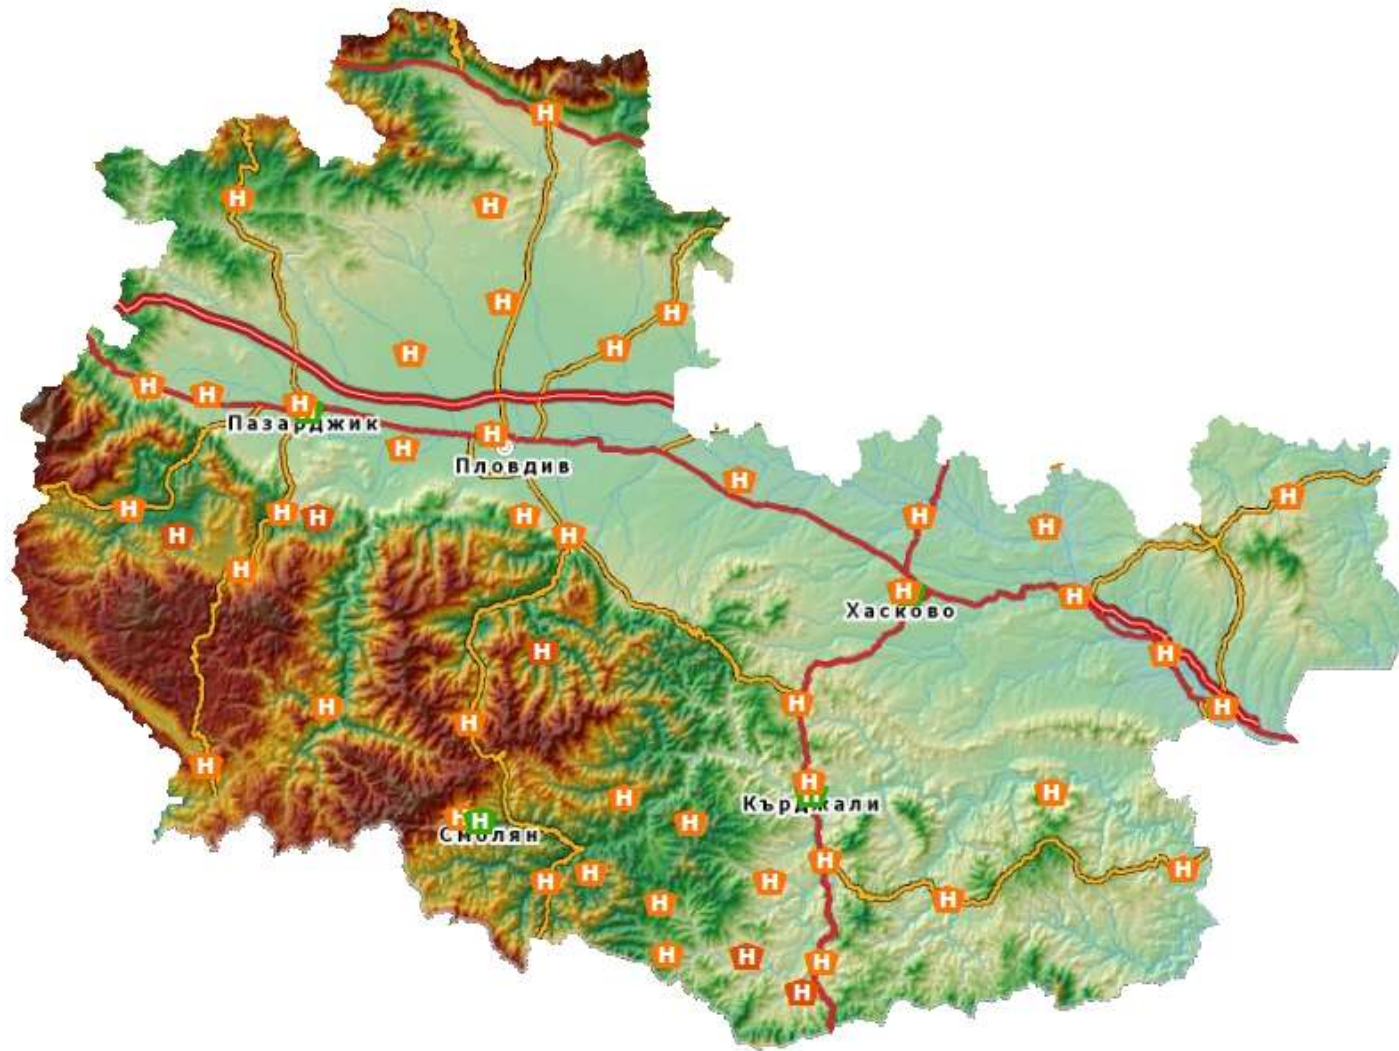 Пазарджик
Пловдив
Хасково
Кърджали
Смолян